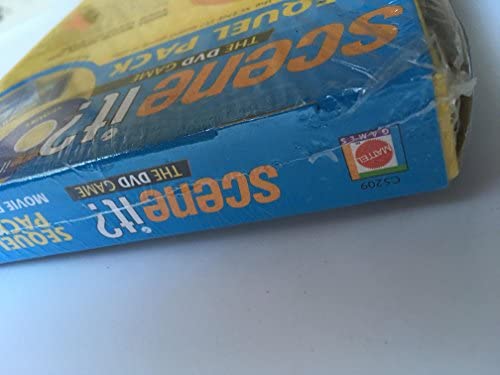 SEQUEL PACK
THE DVD GAME
scene it?
MATTEL
GAMES
C5209
scene it?
THE DVD GAME
SEQUEL
PACK
MOVIE